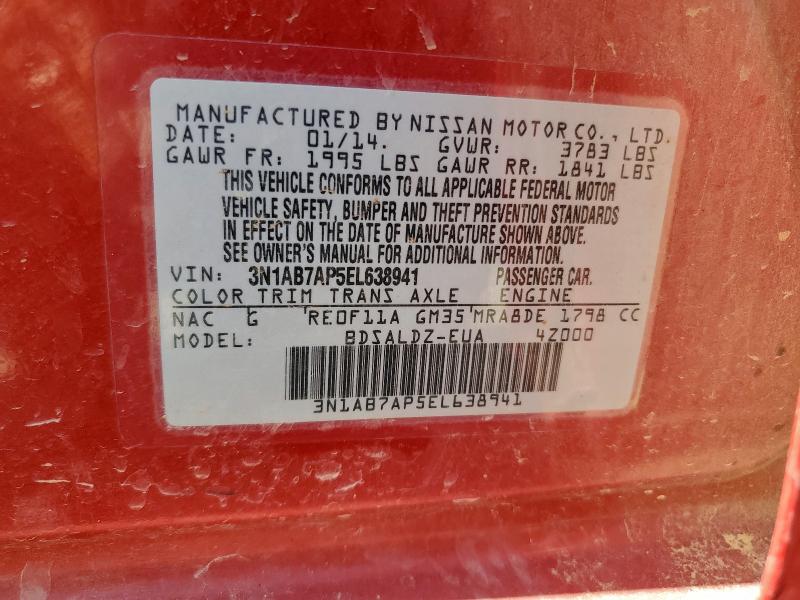 MANUFACTURED BY NISSAN MOTOR CO., LTD.
DATE: 01/14. GVWR: 3783 LBS
GAWR FR: 1995 LBS GAWR RR: 1841 LBS
THIS VEHICLE CONFORMS TO ALL APPLICABLE FEDERAL MOTOR
VEHICLE SAFETY, BUMPER AND THEFT PREVENTION STANDARDS
IN EFFECT ON THE DATE OF MANUFACTURE SHOWN ABOVE.
SEE OWNER'S MANUAL FOR ADDITIONAL INFORMATION.
VIN: 3N1AB7AP5EL638941 PASSENGER CAR.
COLOR TRIM TRANS AXLE ENGINE
NAC G RE0F11A GM35 MRA8DE 1798 CC
MODEL: BDSALDZ-EUA 4Z000
3N1AB7AP5EL638941